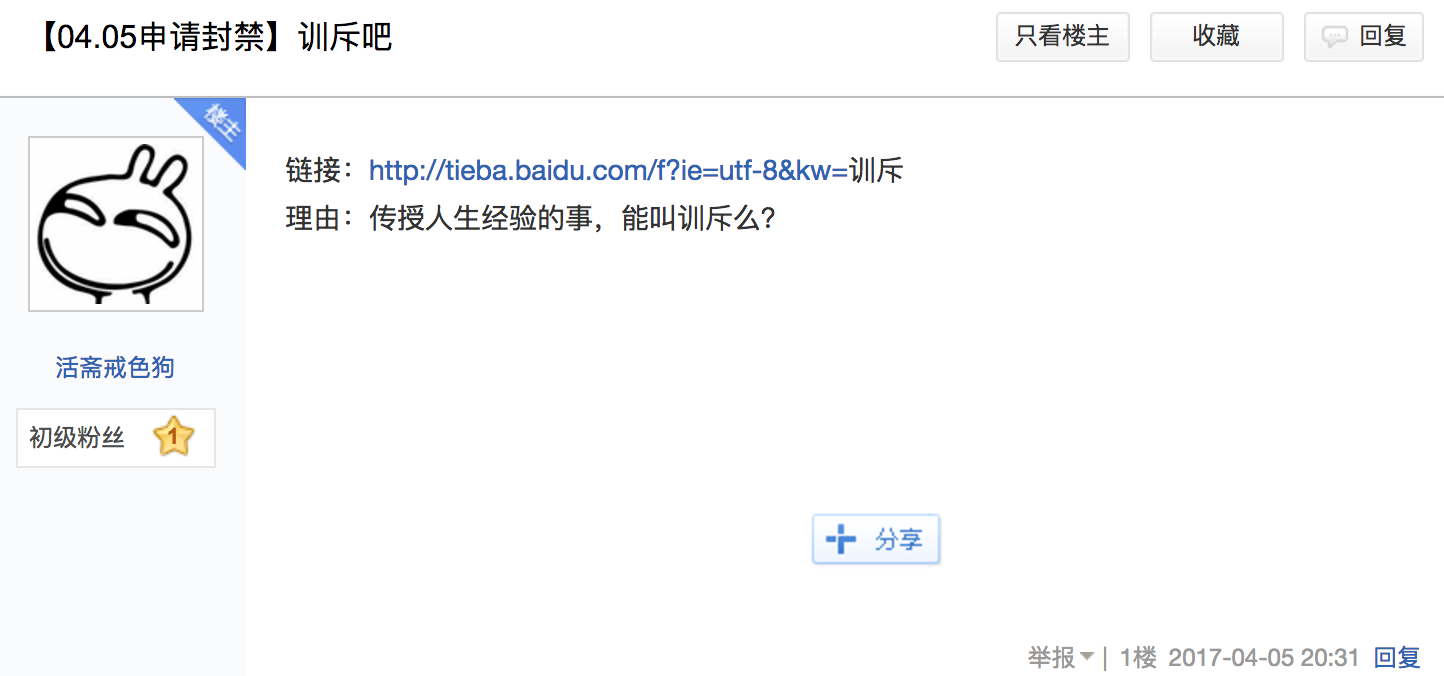 【04.05申请封禁】训斥吧
只看楼主
收藏
回复
楼主
链接：http://tieba.baidu.com/f?ie=utf-8&kw=训斥
理由：传授人生经验的事，能叫训斥么？
活斋戒色狗
初级粉丝 1
分享
举报 | 1楼 2017-04-05 20:31 回复